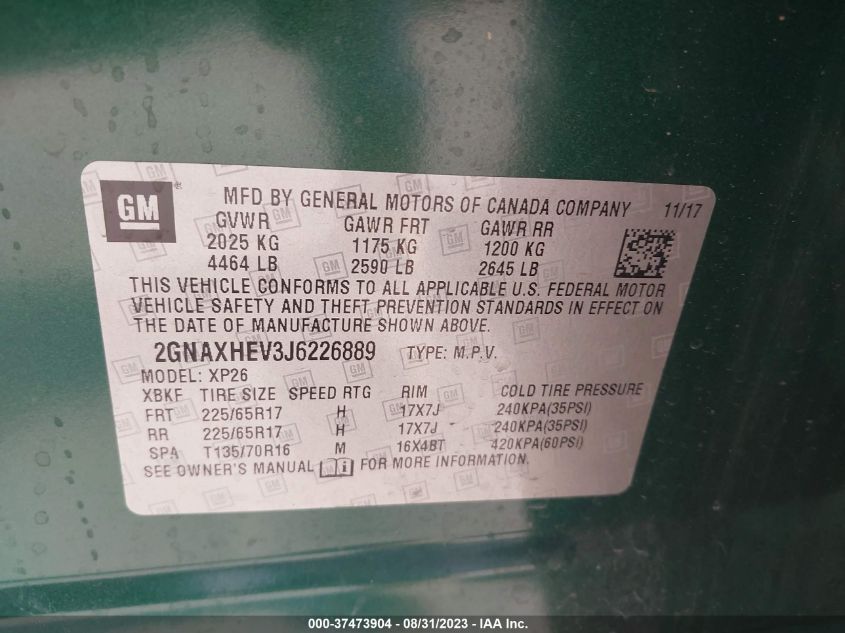 GM
MFD BY GENERAL MOTORS OF CANADA COMPANY 11/17
GVWR GAWR FRT GAWR RR
2025 KG 1175 KG 1200 KG
4464 LB 2590 LB 2645 LB
THIS VEHICLE CONFORMS TO ALL APPLICABLE U.S. FEDERAL MOTOR
VEHICLE SAFETY AND THEFT PREVENTION STANDARDS IN EFFECT ON
THE DATE OF MANUFACTURE SHOWN ABOVE.
2GNAXHEV3J6226889 TYPE: M.P.V.
MODEL: XP26
XBKF TIRE SIZE SPEED RTG RIM COLD TIRE PRESSURE
FRT 225/65R17 H 17X7J 240KPA(35PSI)
RR 225/65R17 H 17X7J 240KPA(35PSI)
SPA T135/70R16 M 16X4BT 420KPA(60PSI)
SEE OWNER'S MANUAL FOR MORE INFORMATION.
000-37473904 - 08/31/2023 - IAA Inc.